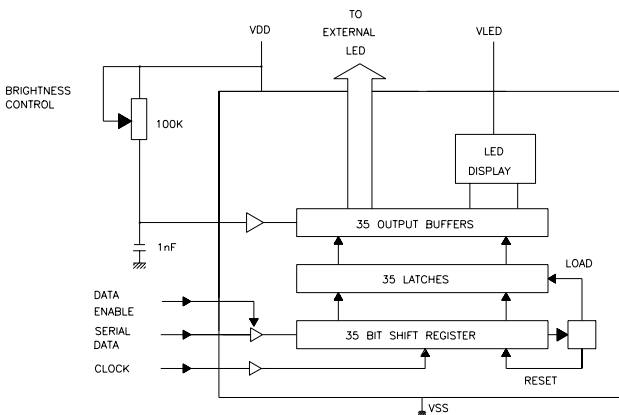 TO
EXTERNAL
LED
VDD
VLED
BRIGHTNESS
CONTROL
100K
LED
DISPLAY
35 OUTPUT BUFFERS
1nF
35 LATCHES
LOAD
DATA
ENABLE
SERIAL
DATA
35 BIT SHIFT REGISTER
CLOCK
RESET
VSS